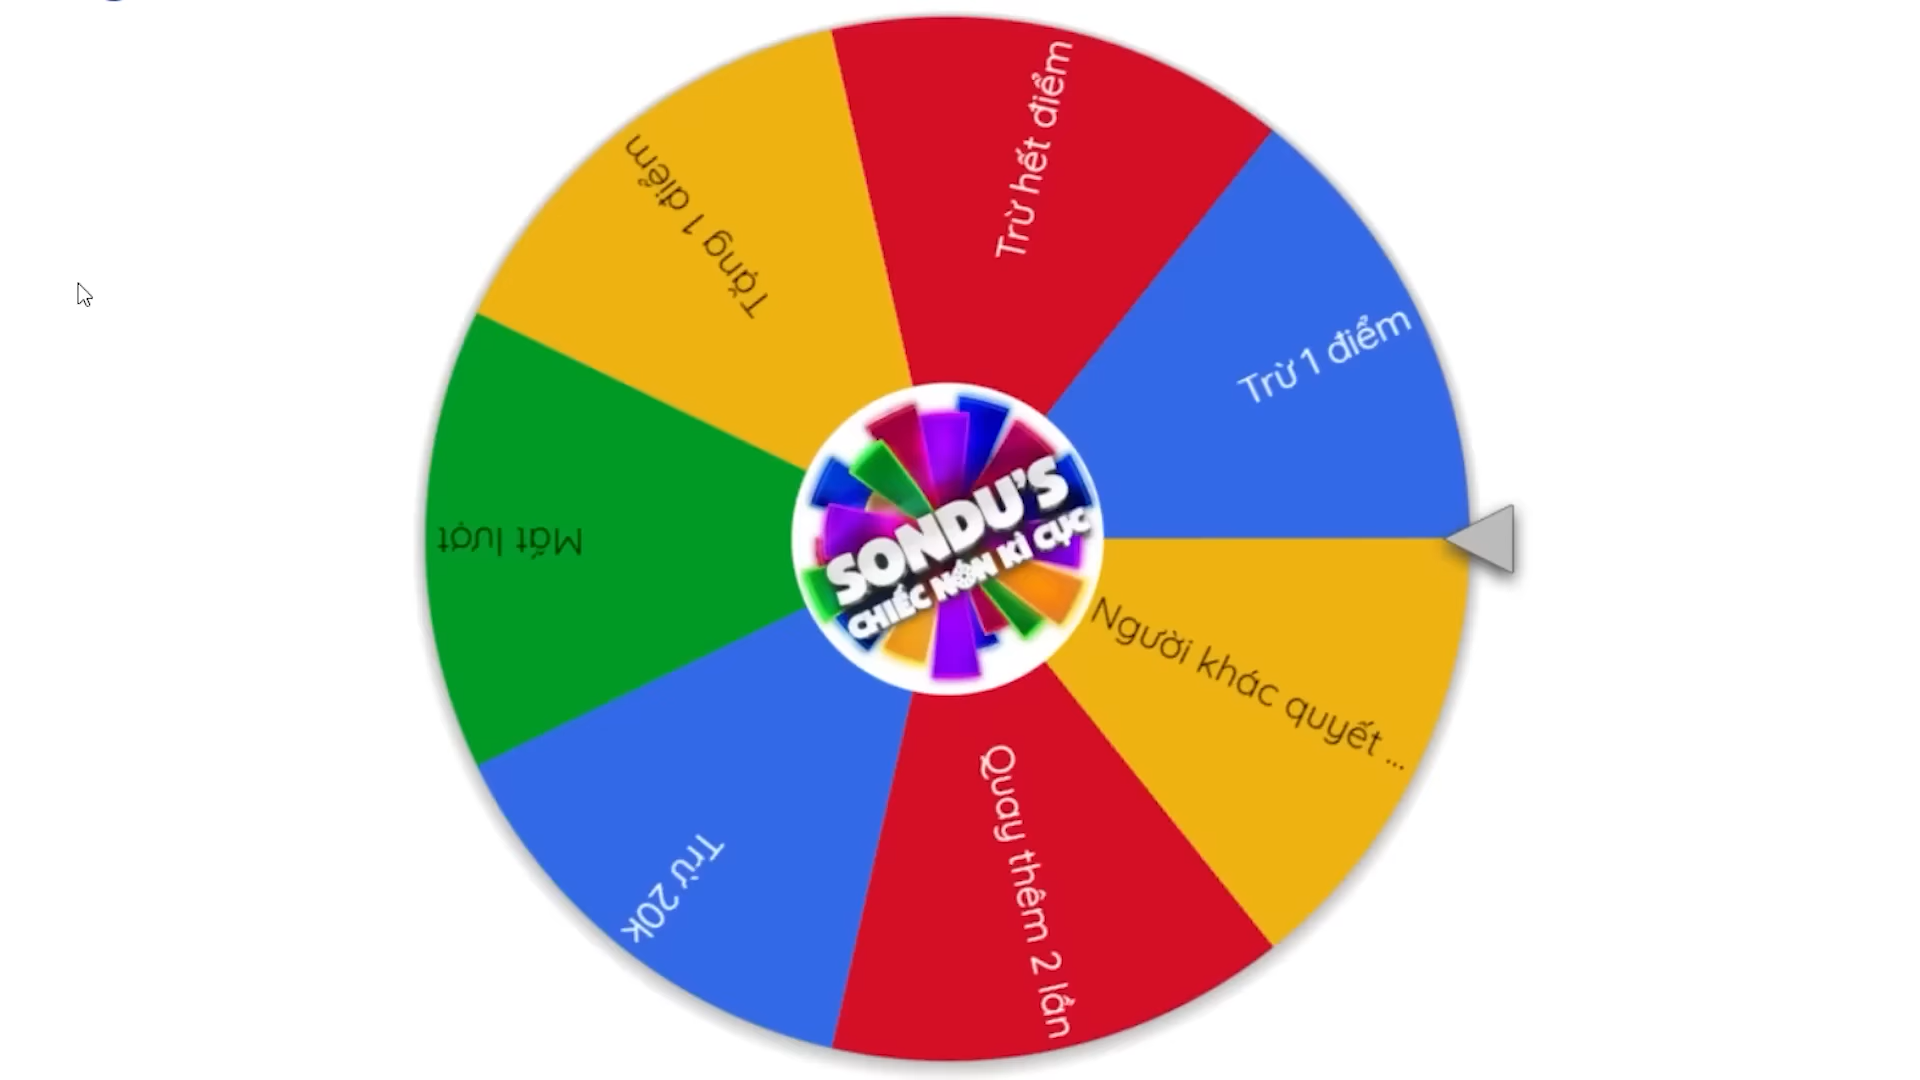 Trừ hết điểm
Trừ 1 điểm
Người khác quyết ...
Quay thêm 2 lần
Trừ 20k
Mất lượt
Tặng 1 điểm
SONDU'S
CHIẾC NÓN KÌ CỰC